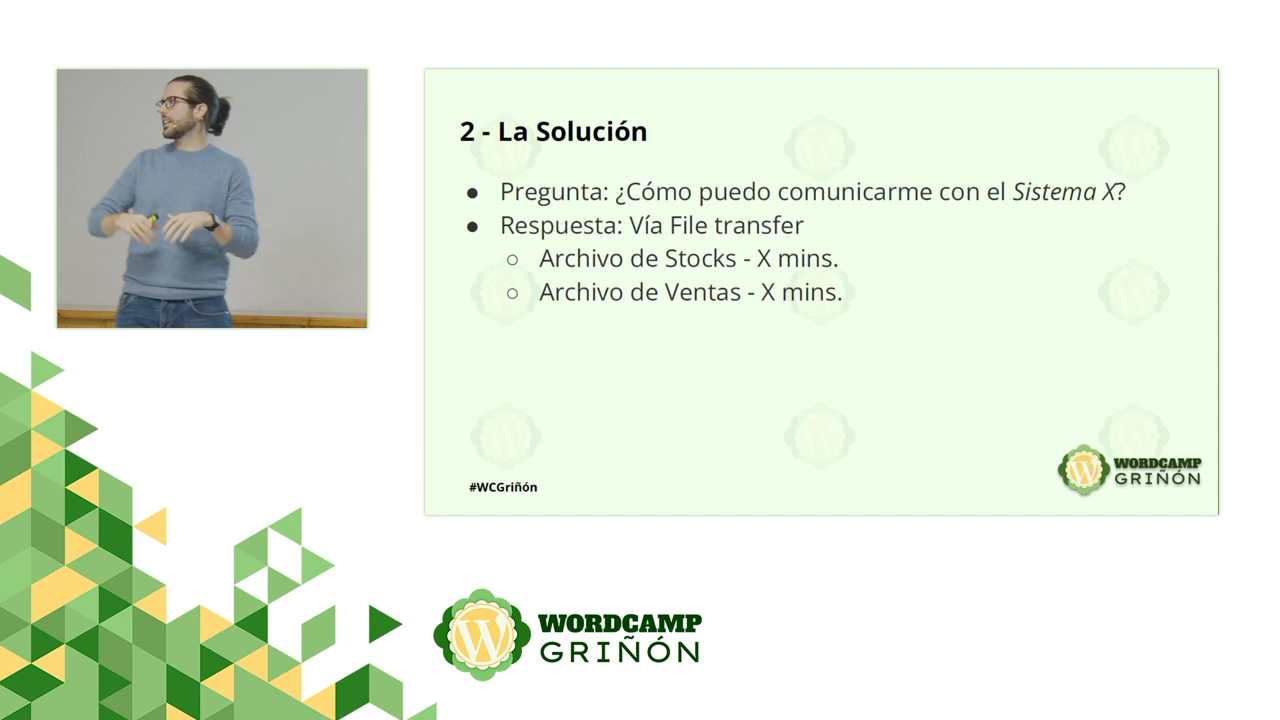 2 - La Solución
● Pregunta: ¿Cómo puedo comunicarme con el Sistema X?
● Respuesta: Vía File transfer
○ Archivo de Stocks - X mins.
○ Archivo de Ventas - X mins.
#WCGriñón
WORDCAMP
GRIÑÓN
WORDCAMP
GRIÑÓN